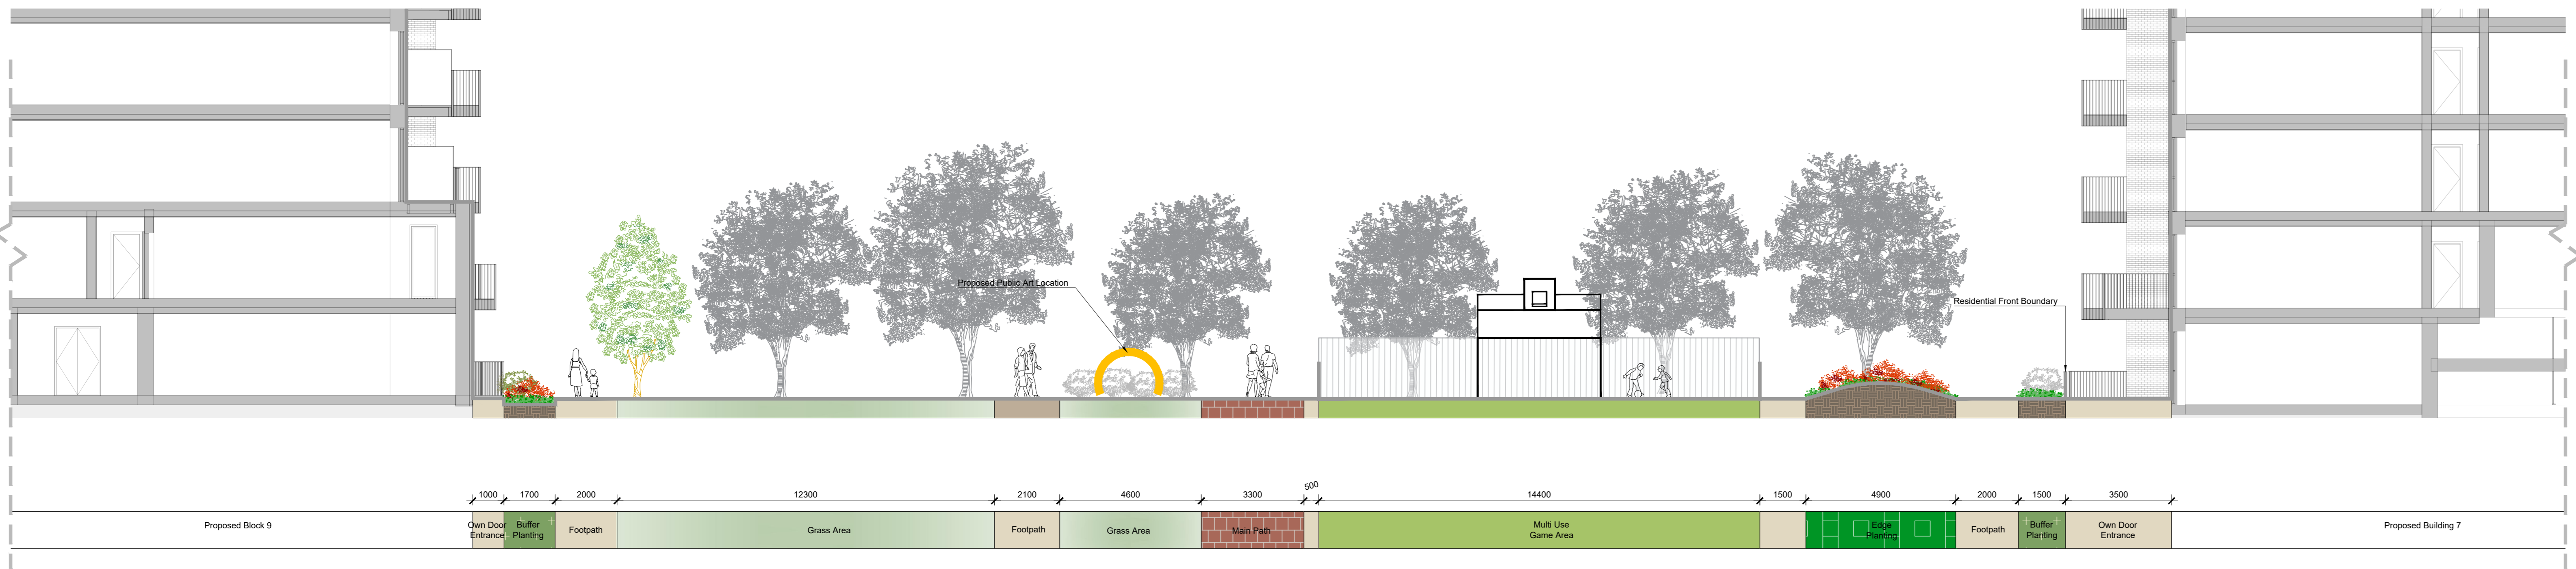 Proposed Public Art Location
Residential Front Boundary
1000 1700 2000 12300 2100 4600 3300 500 14400 1500 4900 2000 1500 3500
Proposed Block 9
Own Door
Entrance
Buffer
Planting
Footpath
Grass Area
Footpath
Grass Area
Main Path
Multi Use
Game Area
Edge
Planting
Footpath
Buffer
Planting
Own Door
Entrance
Proposed Building 7